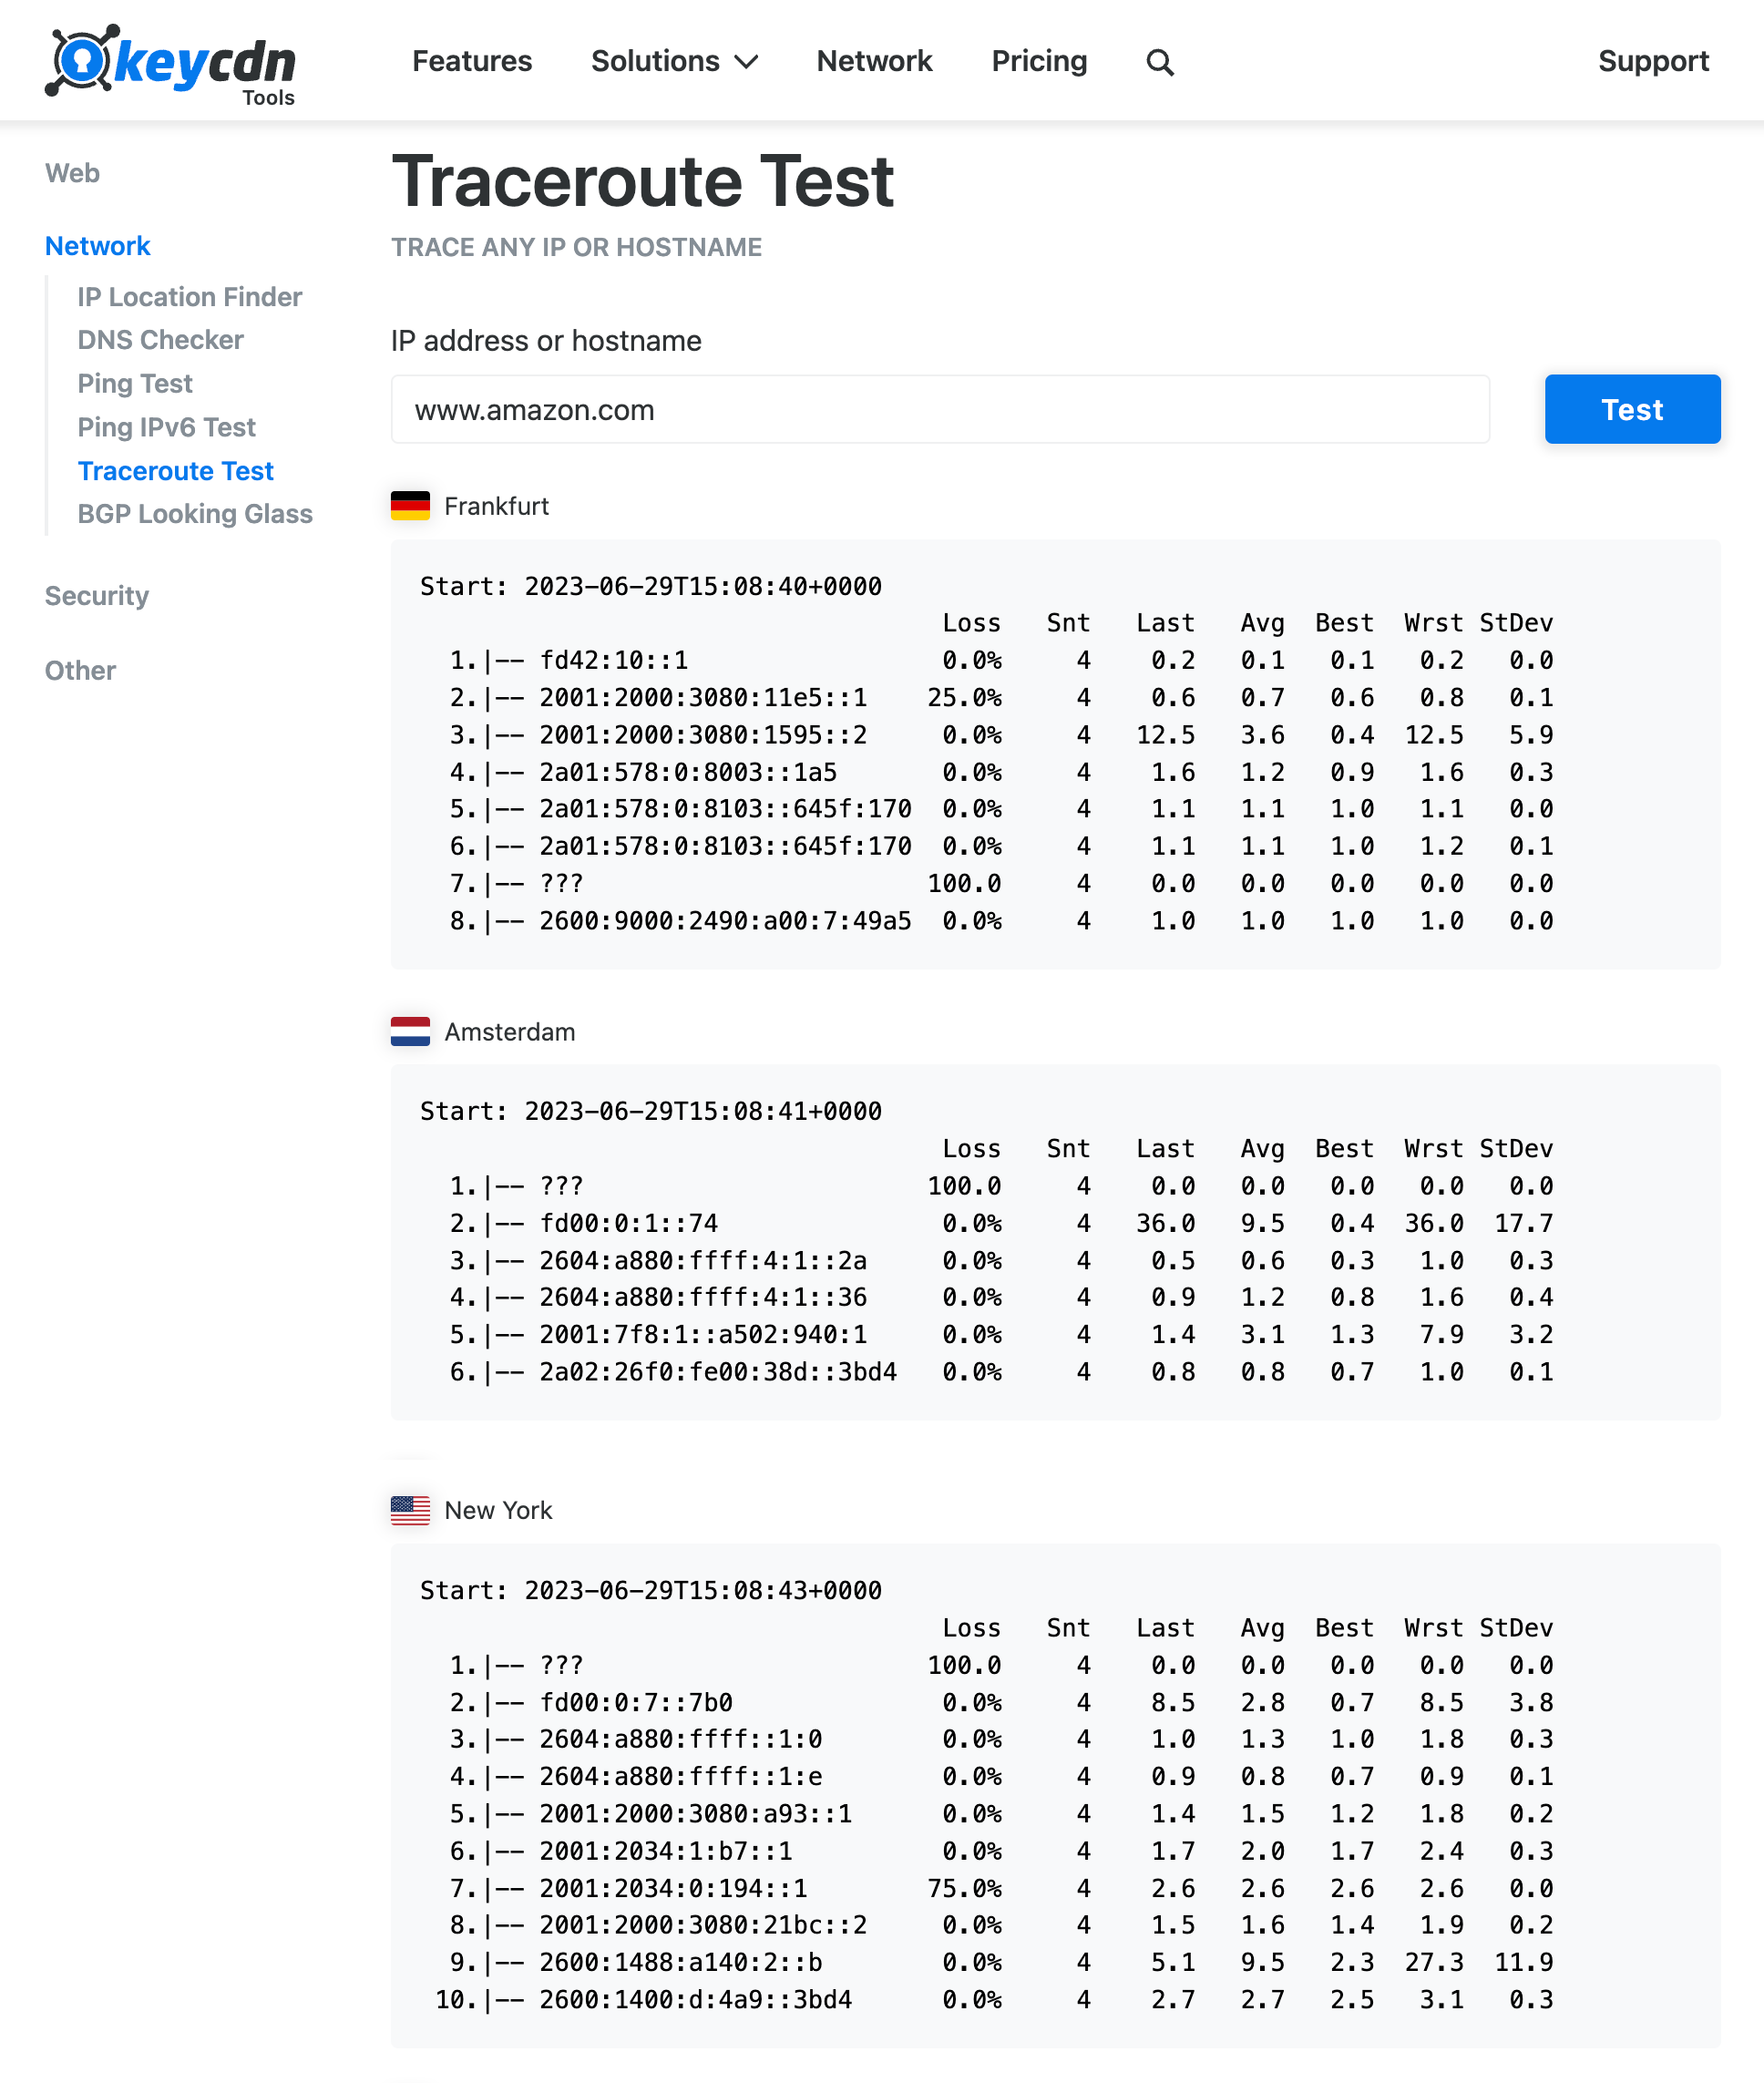 keycdn
Tools
Features Solutions Network Pricing Support
Web
Network
IP Location Finder
DNS Checker
Ping Test
Ping IPv6 Test
Traceroute Test
BGP Looking Glass
Security
Other
Traceroute Test
TRACE ANY IP OR HOSTNAME
IP address or hostname
www.amazon.com Test
Frankfurt
Start: 2023-06-29T15:08:40+0000
Loss Snt Last Avg Best Wrst StDev
1.|-- fd42:10::1 0.0% 4 0.2 0.1 0.1 0.2 0.0
2.|-- 2001:2000:3080:11e5::1 25.0% 4 0.6 0.7 0.6 0.8 0.1
3.|-- 2001:2000:3080:1595::2 0.0% 4 12.5 3.6 0.4 12.5 5.9
4.|-- 2a01:578:0:8003::1a5 0.0% 4 1.6 1.2 0.9 1.6 0.3
5.|-- 2a01:578:0:8103::645f:170 0.0% 4 1.1 1.1 1.0 1.1 0.0
6.|-- 2a01:578:0:8103::645f:170 0.0% 4 1.1 1.1 1.0 1.2 0.1
7.|-- ??? 100.0 4 0.0 0.0 0.0 0.0 0.0
8.|-- 2600:9000:2490:a00:7:49a5 0.0% 4 1.0 1.0 1.0 1.0 0.0
Amsterdam
Start: 2023-06-29T15:08:41+0000
Loss Snt Last Avg Best Wrst StDev
1.|-- ??? 100.0 4 0.0 0.0 0.0 0.0 0.0
2.|-- fd00:0:1::74 0.0% 4 36.0 9.5 0.4 36.0 17.7
3.|-- 2604:a880:ffff:4:1::2a 0.0% 4 0.5 0.6 0.3 1.0 0.3
4.|-- 2604:a880:ffff:4:1::36 0.0% 4 0.9 1.2 0.8 1.6 0.4
5.|-- 2001:7f8:1::a502:940:1 0.0% 4 1.4 3.1 1.3 7.9 3.2
6.|-- 2a02:26f0:fe00:38d::3bd4 0.0% 4 0.8 0.8 0.7 1.0 0.1
New York
Start: 2023-06-29T15:08:43+0000
Loss Snt Last Avg Best Wrst StDev
1.|-- ??? 100.0 4 0.0 0.0 0.0 0.0 0.0
2.|-- fd00:0:7::7b0 0.0% 4 8.5 2.8 0.7 8.5 3.8
3.|-- 2604:a880:ffff::1:0 0.0% 4 1.0 1.3 1.0 1.8 0.3
4.|-- 2604:a880:ffff::1:e 0.0% 4 0.9 0.8 0.7 0.9 0.1
5.|-- 2001:2000:3080:a93::1 0.0% 4 1.4 1.5 1.2 1.8 0.2
6.|-- 2001:2034:1:b7::1 0.0% 4 1.7 2.0 1.7 2.4 0.3
7.|-- 2001:2034:0:194::1 75.0% 4 2.6 2.6 2.6 2.6 0.0
8.|-- 2001:2000:3080:21bc::2 0.0% 4 1.5 1.6 1.4 1.9 0.2
9.|-- 2600:1488:a140:2::b 0.0% 4 5.1 9.5 2.3 27.3 11.9
10.|-- 2600:1400:d:4a9::3bd4 0.0% 4 2.7 2.7 2.5 3.1 0.3